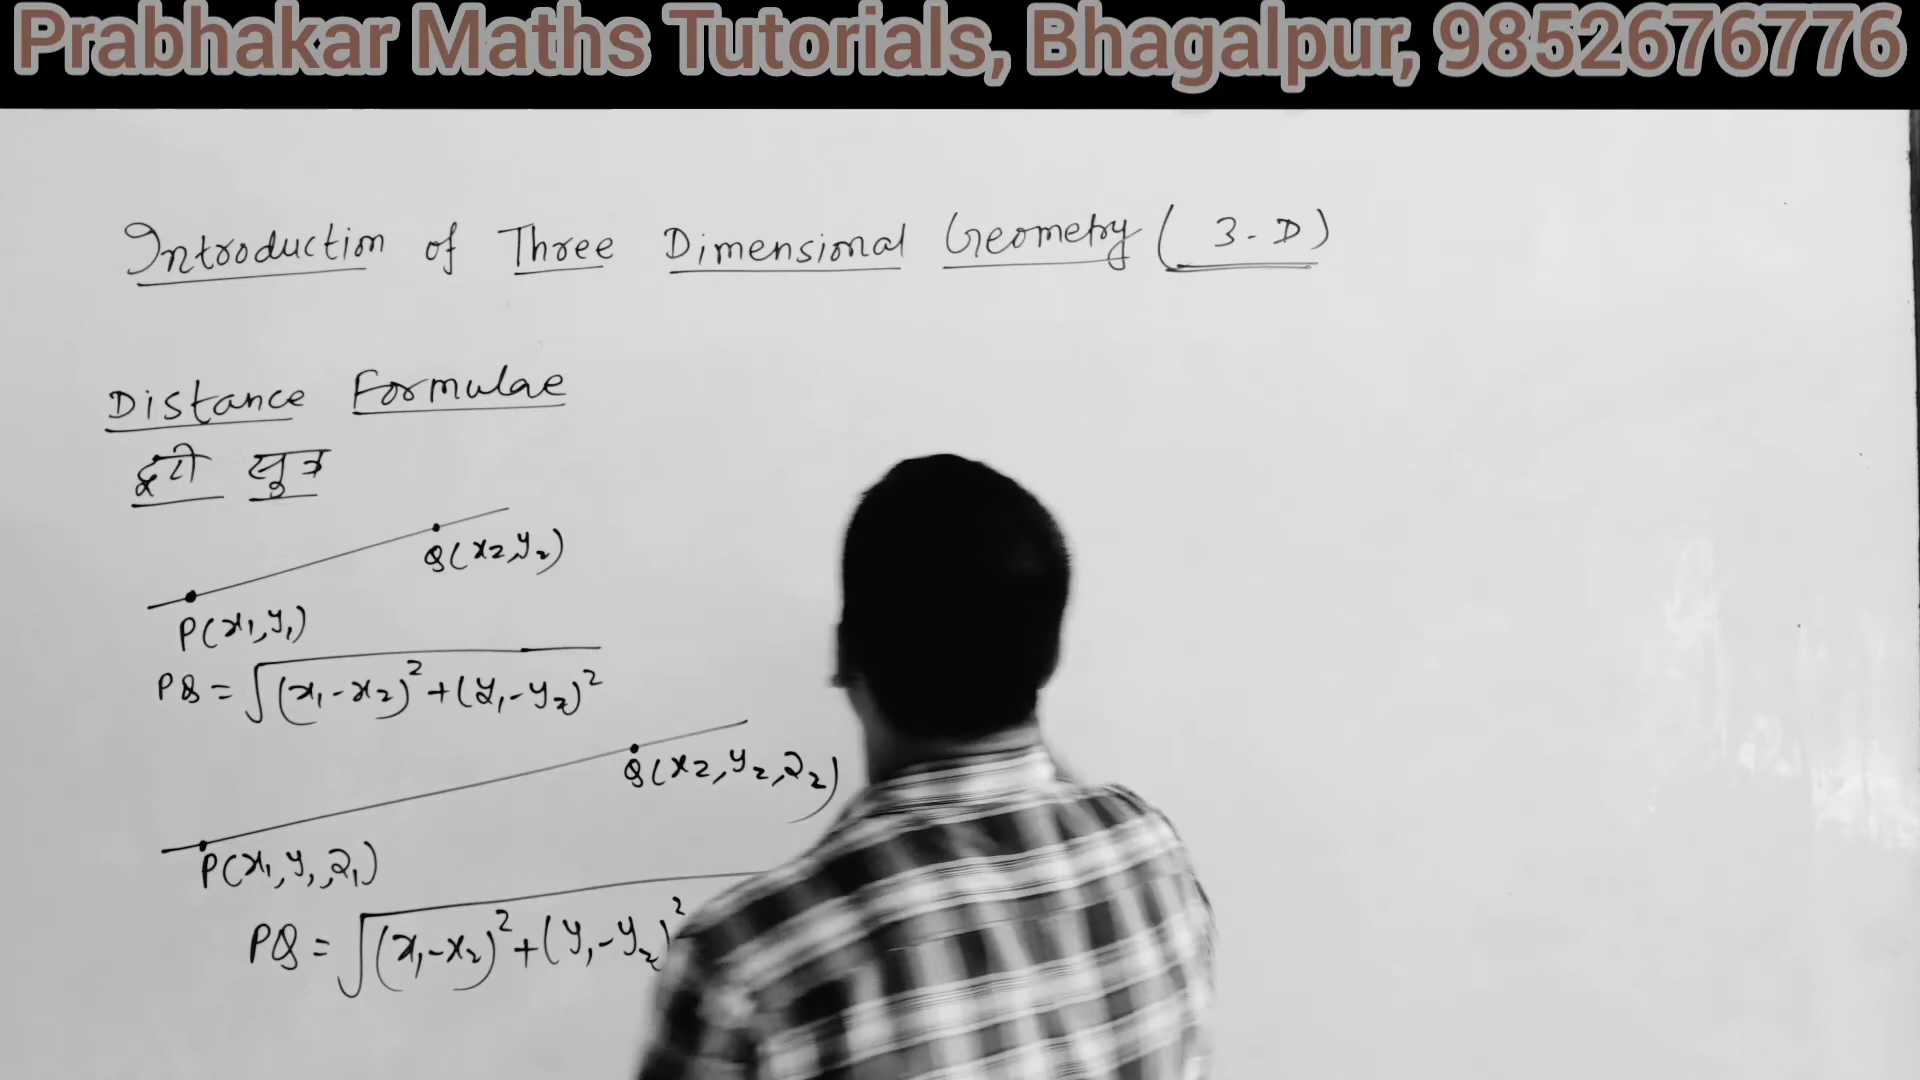 Prabhakar Maths Tutorials, Bhagalpur, 9852676776
Introduction of Three Dimensional Geometry ( 3-D )
Distance Formulae
दूरी सूत्र
Q(x₂,y₂)
P(x₁,y₁)
PQ = √(x₁-x₂)²+(y₁-y₂)²
Q(x₂,y₂,z₂)
P(x₁,y₁,z₁)
PQ = √(x₁-x₂)²+(y₁-y₂)²